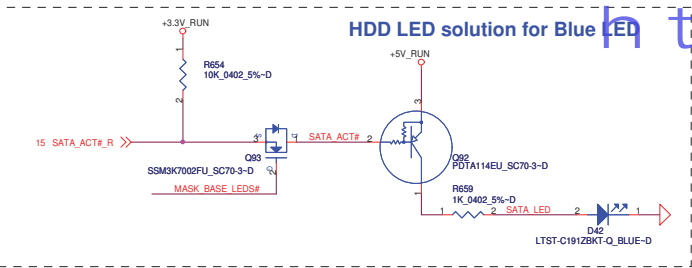 HDD LED solution for Blue LED
h t
+3.3V_RUN
+5V_RUN
1
R654
10K_0402_5%~D
2
3
15 SATA_ACT#_R
3
1
SATA_ACT#
2
Q93
SSM3K7002FU_SC70-3~D
2
Q92
PDTA114EU_SC70-3~D
MASK_BASE_LEDS#
1
R659
1K_0402_5%~D
1
2
SATA_LED
2
1
D42
LTST-C191ZBKT-Q_BLUE~D